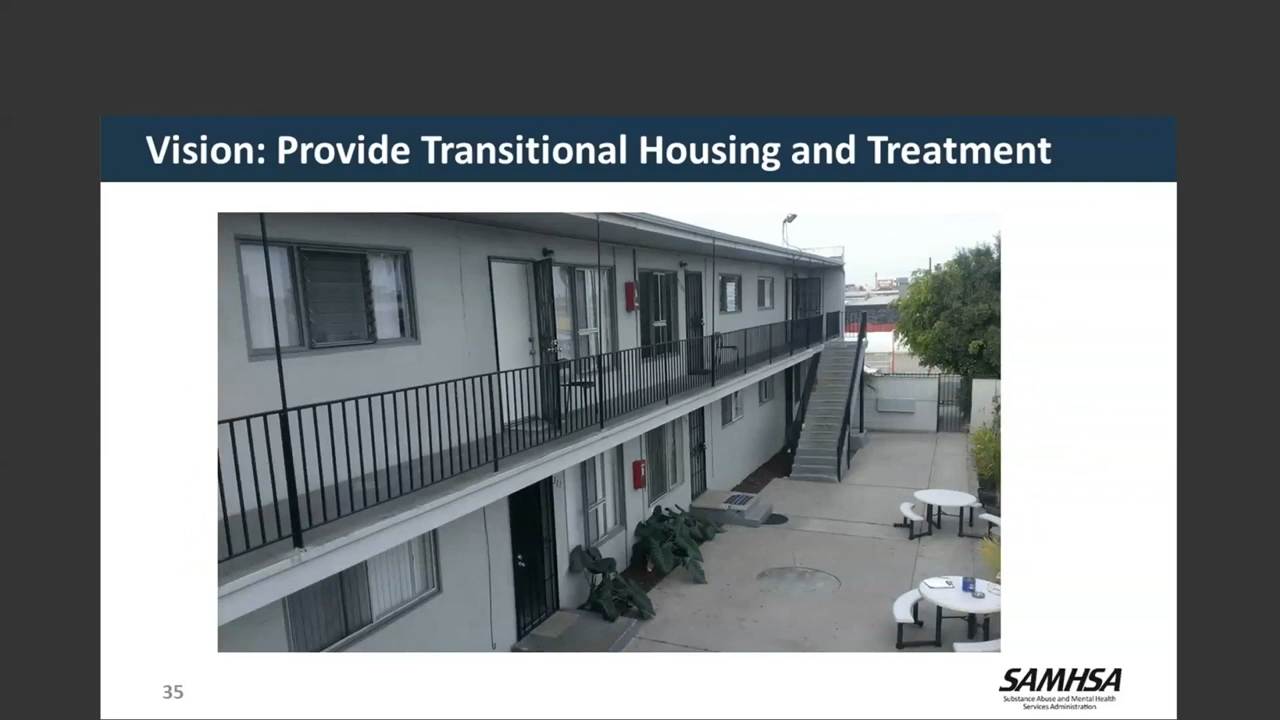 Vision: Provide Transitional Housing and Treatment
35
SAMHSA
Substance Abuse and Mental Health
Services Administration